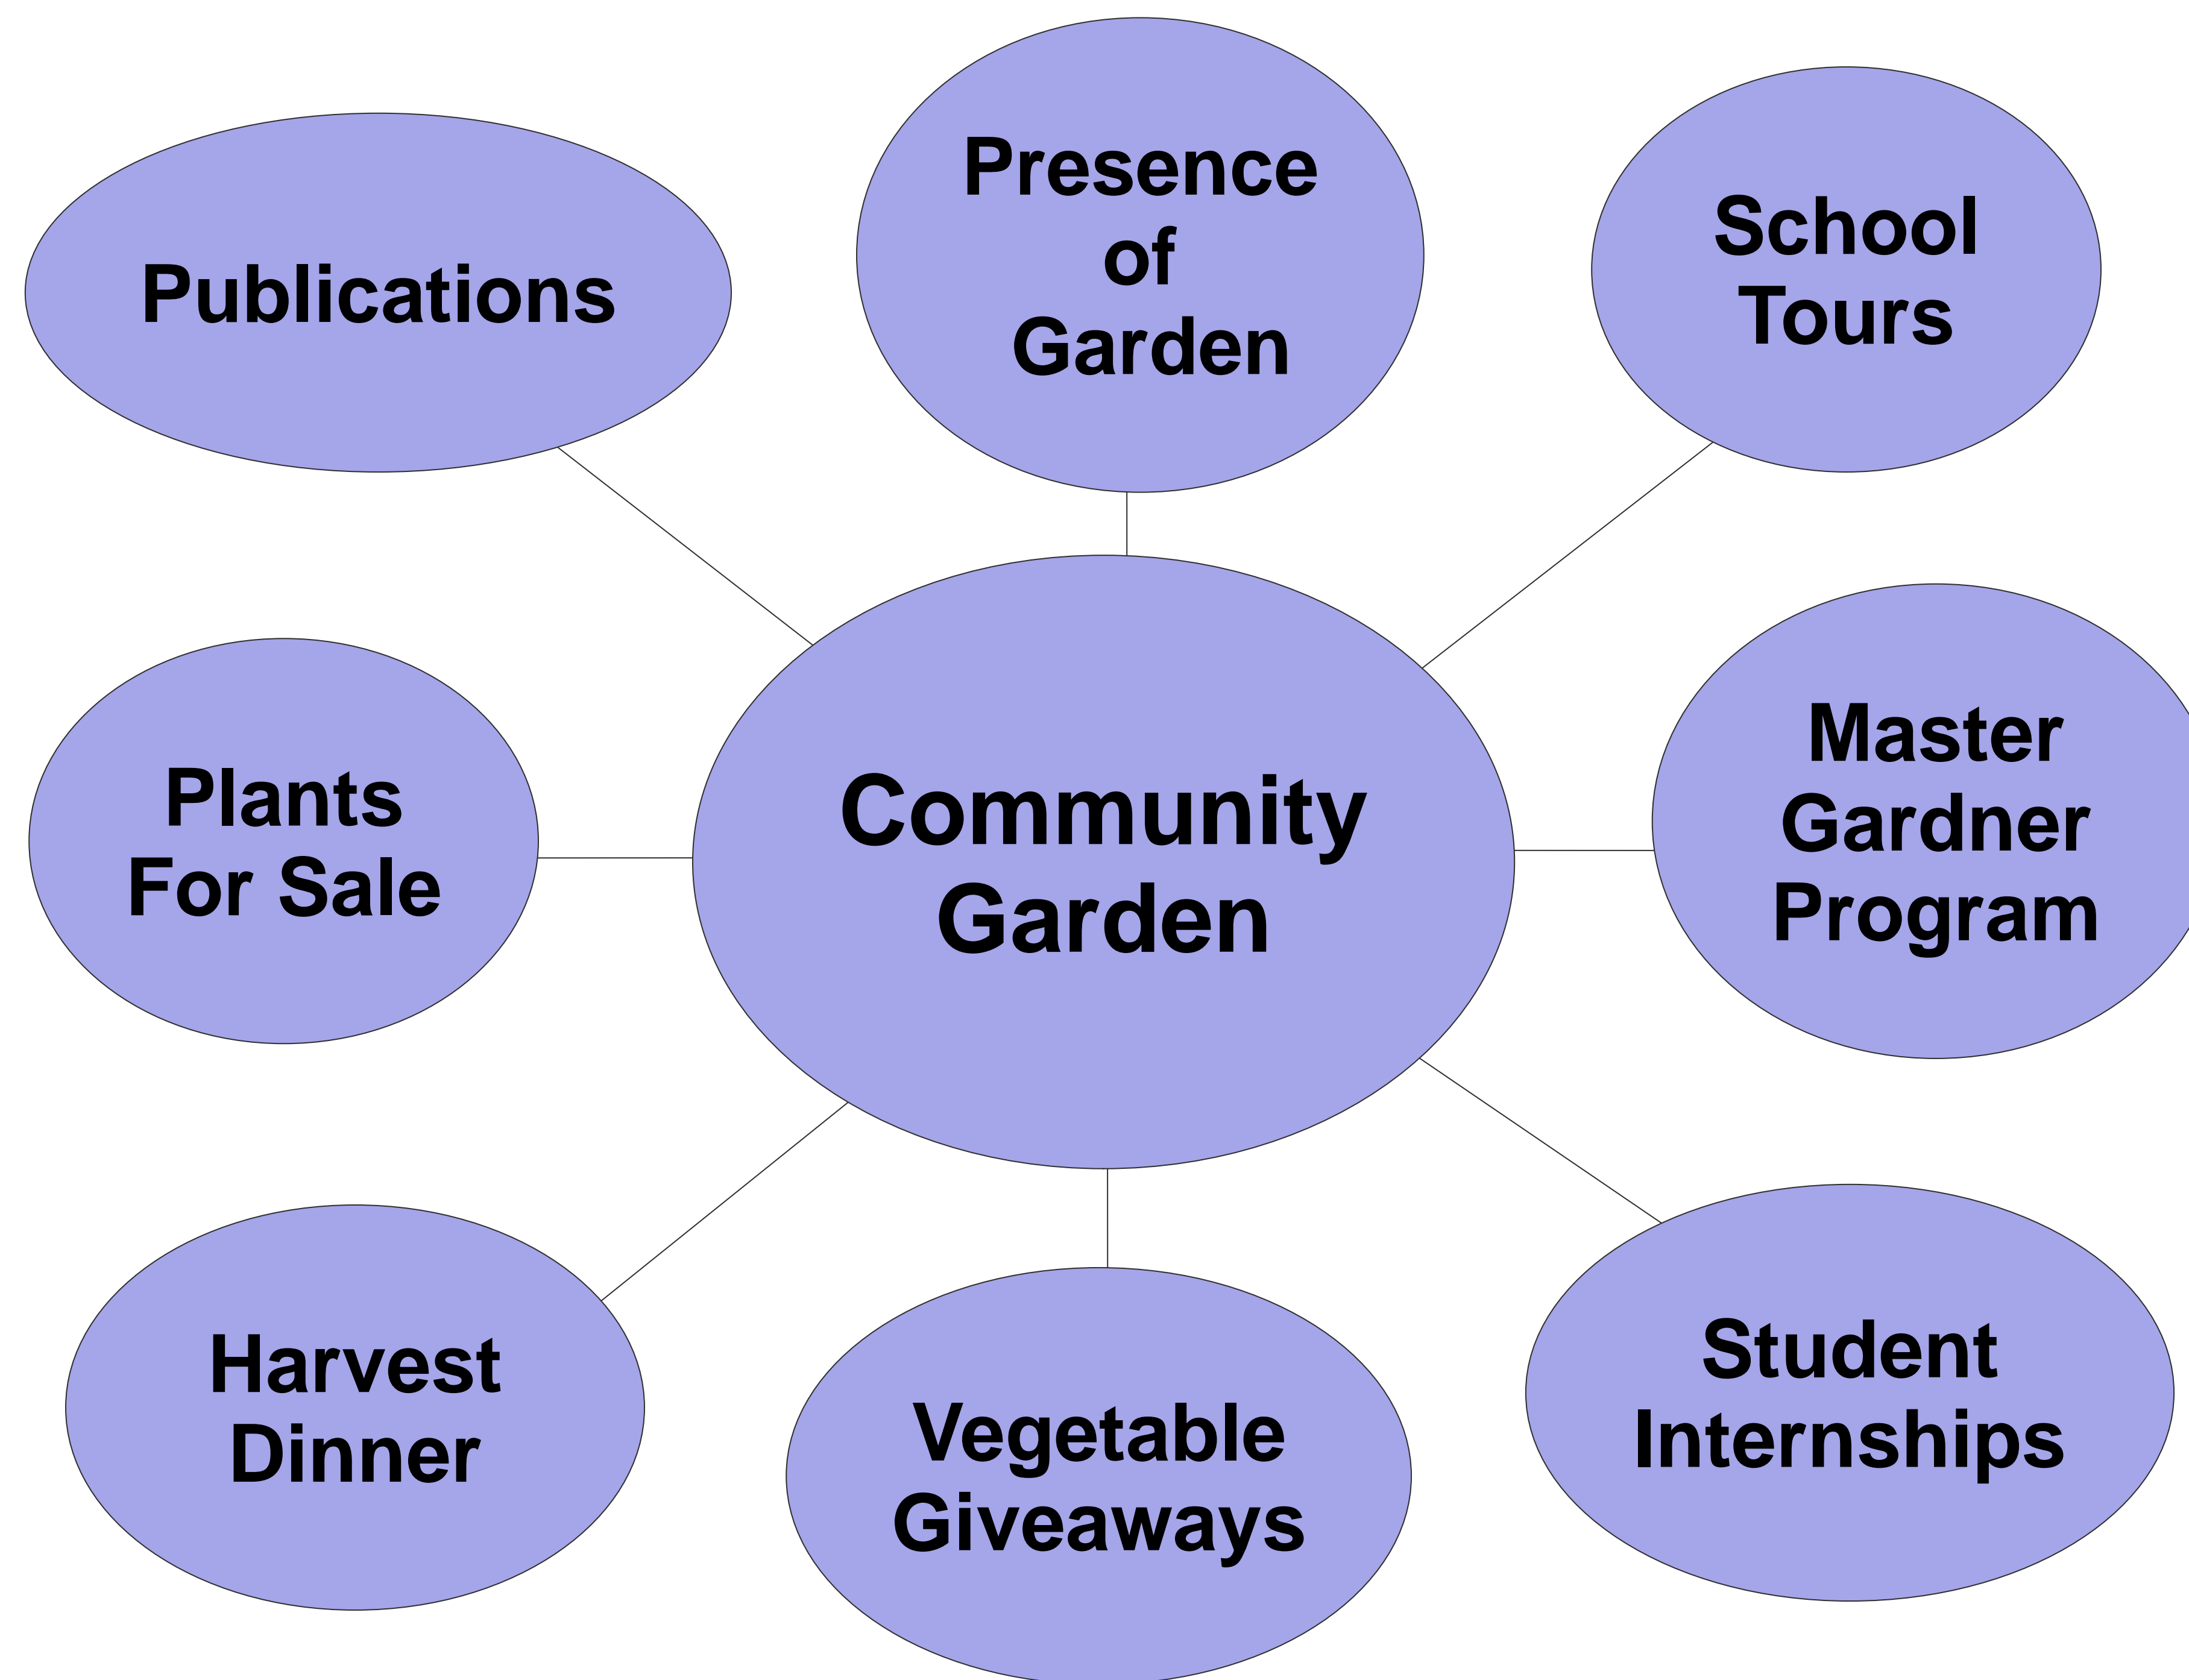 Publications
Presence
of
Garden
School
Tours
Plants
For Sale
Community
Garden
Master
Gardner
Program
Harvest
Dinner
Vegetable
Giveaways
Student
Internships